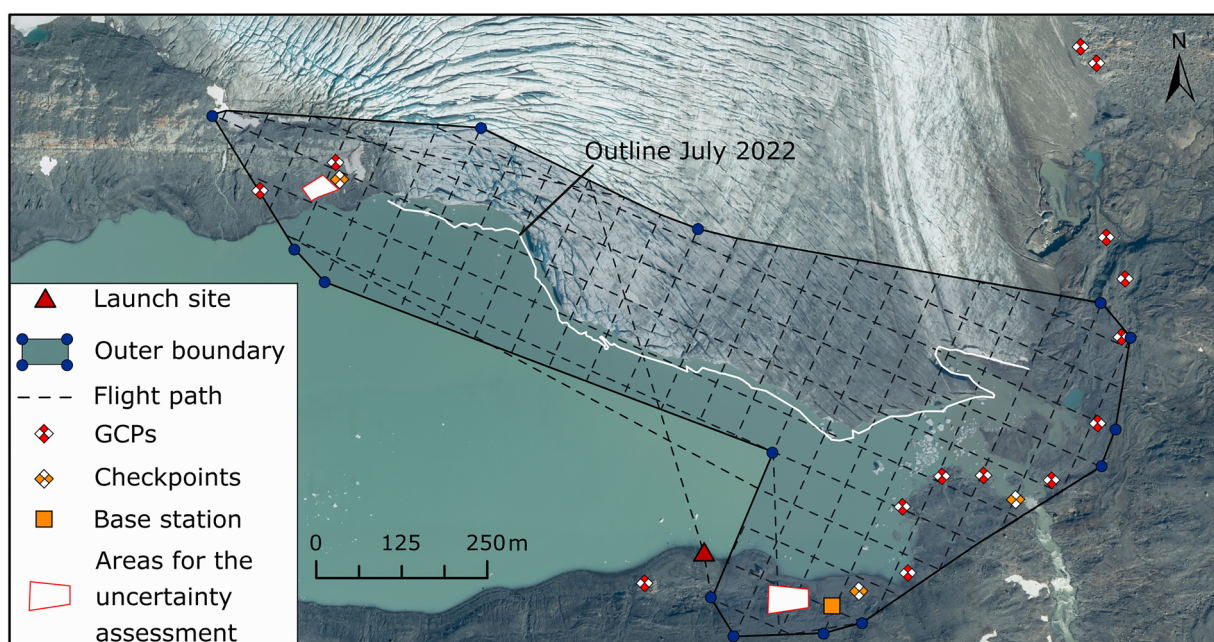 N
Outline July 2022
Launch site
Outer boundary
Flight path
GCPs
Checkpoints
Base station
Areas for the
uncertainty
assessment
0 125 250m